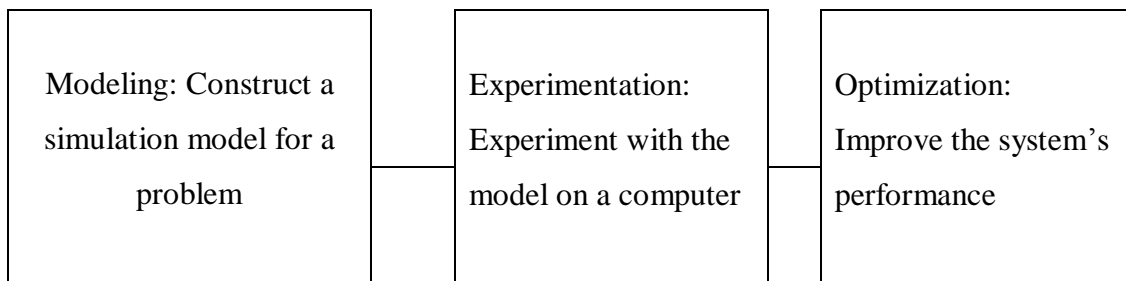 Modeling: Construct a
simulation model for a
problem
Experimentation:
Experiment with the
model on a computer
Optimization:
Improve the system’s
performance